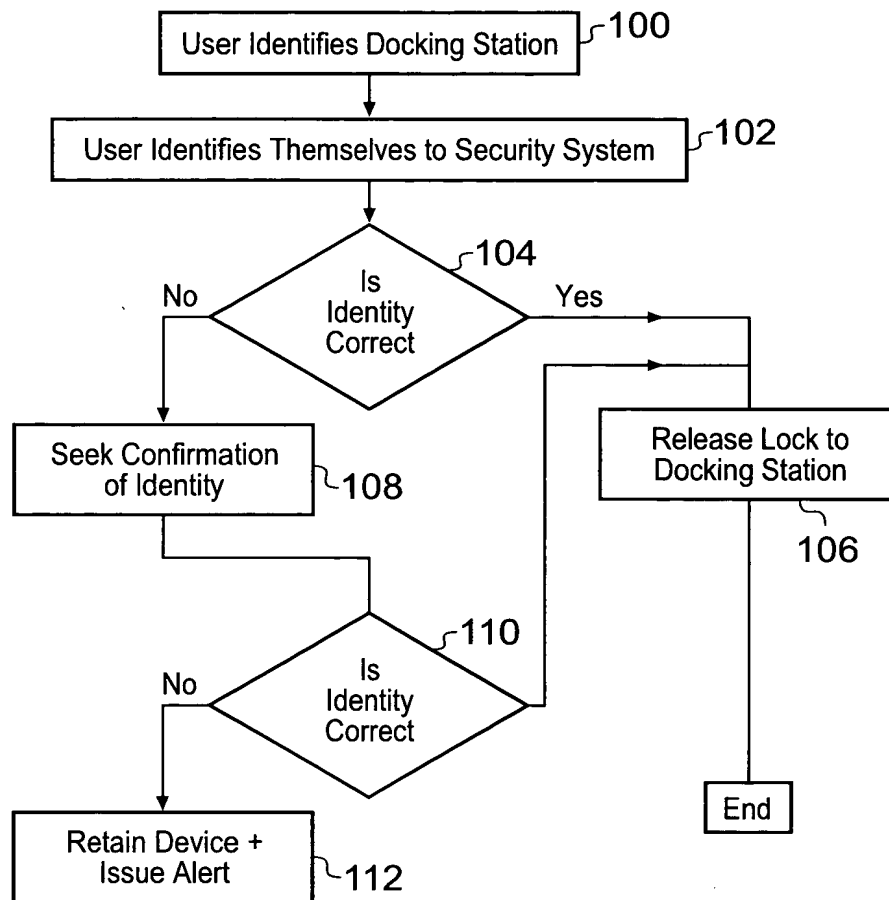 User Identifies Docking Station
100
User Identifies Themselves to Security System
102
104
Is
Identity
Correct
No
Yes
Seek Confirmation
of Identity
108
Release Lock to
Docking Station
106
110
Is
Identity
Correct
No
Retain Device +
Issue Alert
112
End